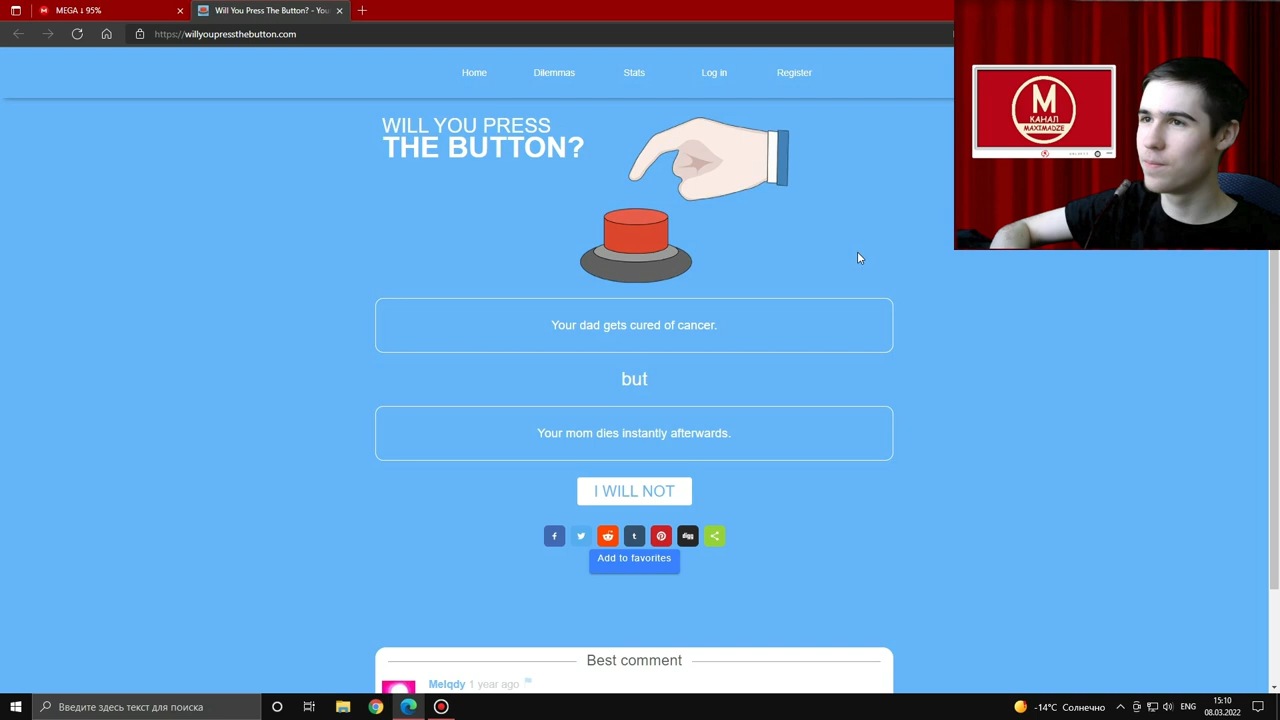 MEGA ⭳ 95%
Will You Press The Button? - You
https://willyoupressthebutton.com
Home
Dilemmas
Stats
Log in
Register
WILL YOU PRESS
THE BUTTON?
M
КАНАЛ
MAXIMADZE
Your dad gets cured of cancer.
but
Your mom dies instantly afterwards.
I WILL NOT
Add to favorites
Best comment
Melqdy 1 year ago
Введите здесь текст для поиска
-14°C Солнечно
ENG
15:10
08.03.2022